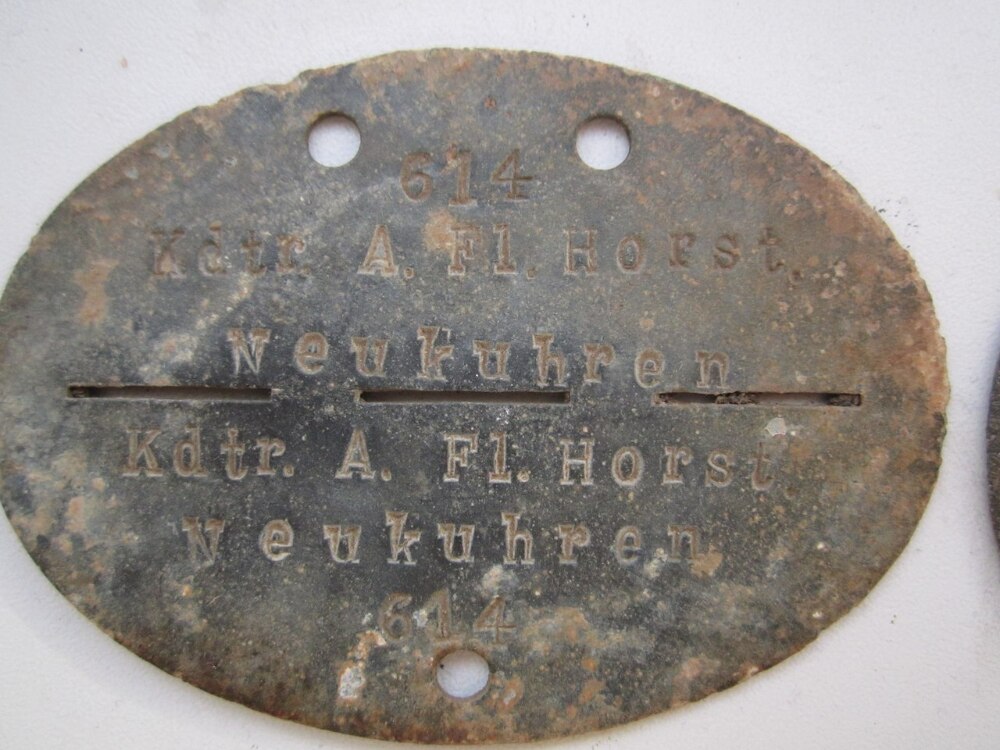 614
Kdtr. A. Fl. Horst.
Neukuhren
Kdtr. A. Fl. Horst.
Neukuhren
614